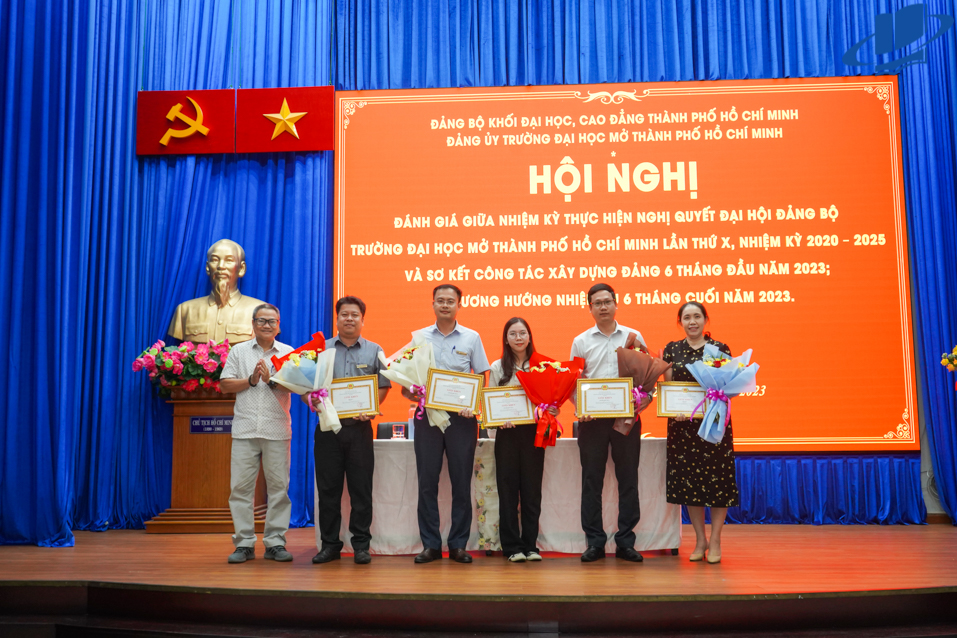 ĐẢNG BỘ KHỐI ĐẠI HỌC, CAO ĐẲNG THÀNH PHỐ HỒ CHÍ MINH
ĐẢNG ỦY TRƯỜNG ĐẠI HỌC MỞ THÀNH PHỐ HỒ CHÍ MINH
*
HỘI NGHỊ
ĐÁNH GIÁ GIỮA NHIỆM KỲ THỰC HIỆN NGHỊ QUYẾT ĐẠI HỘI ĐẢNG BỘ
TRƯỜNG ĐẠI HỌC MỞ THÀNH PHỐ HỒ CHÍ MINH LẦN THỨ X, NHIỆM KỲ 2020 - 2025
VÀ SƠ KẾT CÔNG TÁC XÂY DỰNG ĐẢNG 6 THÁNG ĐẦU NĂM 2023;
ƯƠNG HƯỚNG NHIỆ 6 THÁNG CUỐI NĂM 2023.
2023
CHỦ TỊCH HỒ CHÍ MINH
(1890 - 1969)